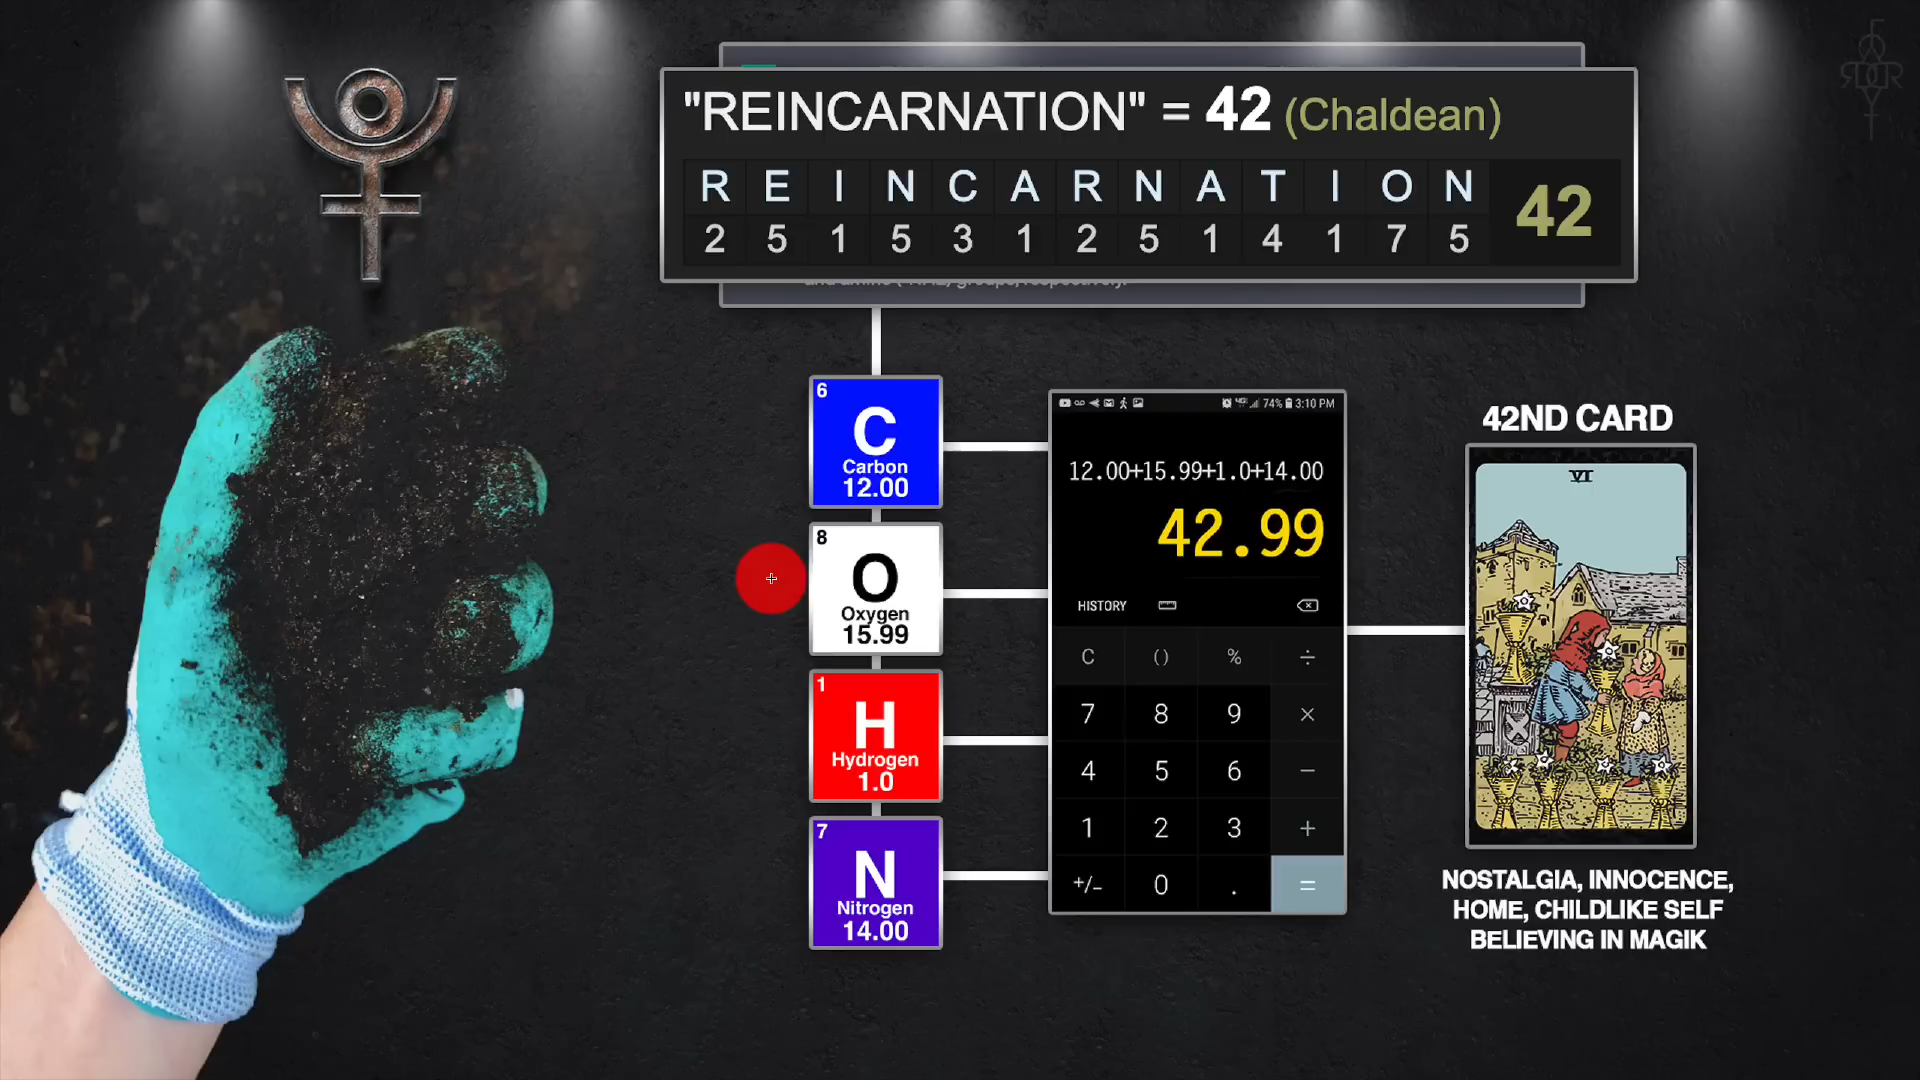 "REINCARNATION" = 42 (Chaldean)
R E I N C A R N A T I O N
2 5 1 5 3 1 2 5 1 4 1 7 5
42
6
C
Carbon
12.00
8
O
Oxygen
15.99
1
H
Hydrogen
1.0
7
N
Nitrogen
14.00
74% 3:10 PM
12.00+15.99+1.0+14.00
42.99
HISTORY
C () % ÷
7 8 9 ×
4 5 6 −
1 2 3 +
+/− 0 . =
42ND CARD
VI
NOSTALGIA, INNOCENCE,
HOME, CHILDLIKE SELF
BELIEVING IN MAGIK